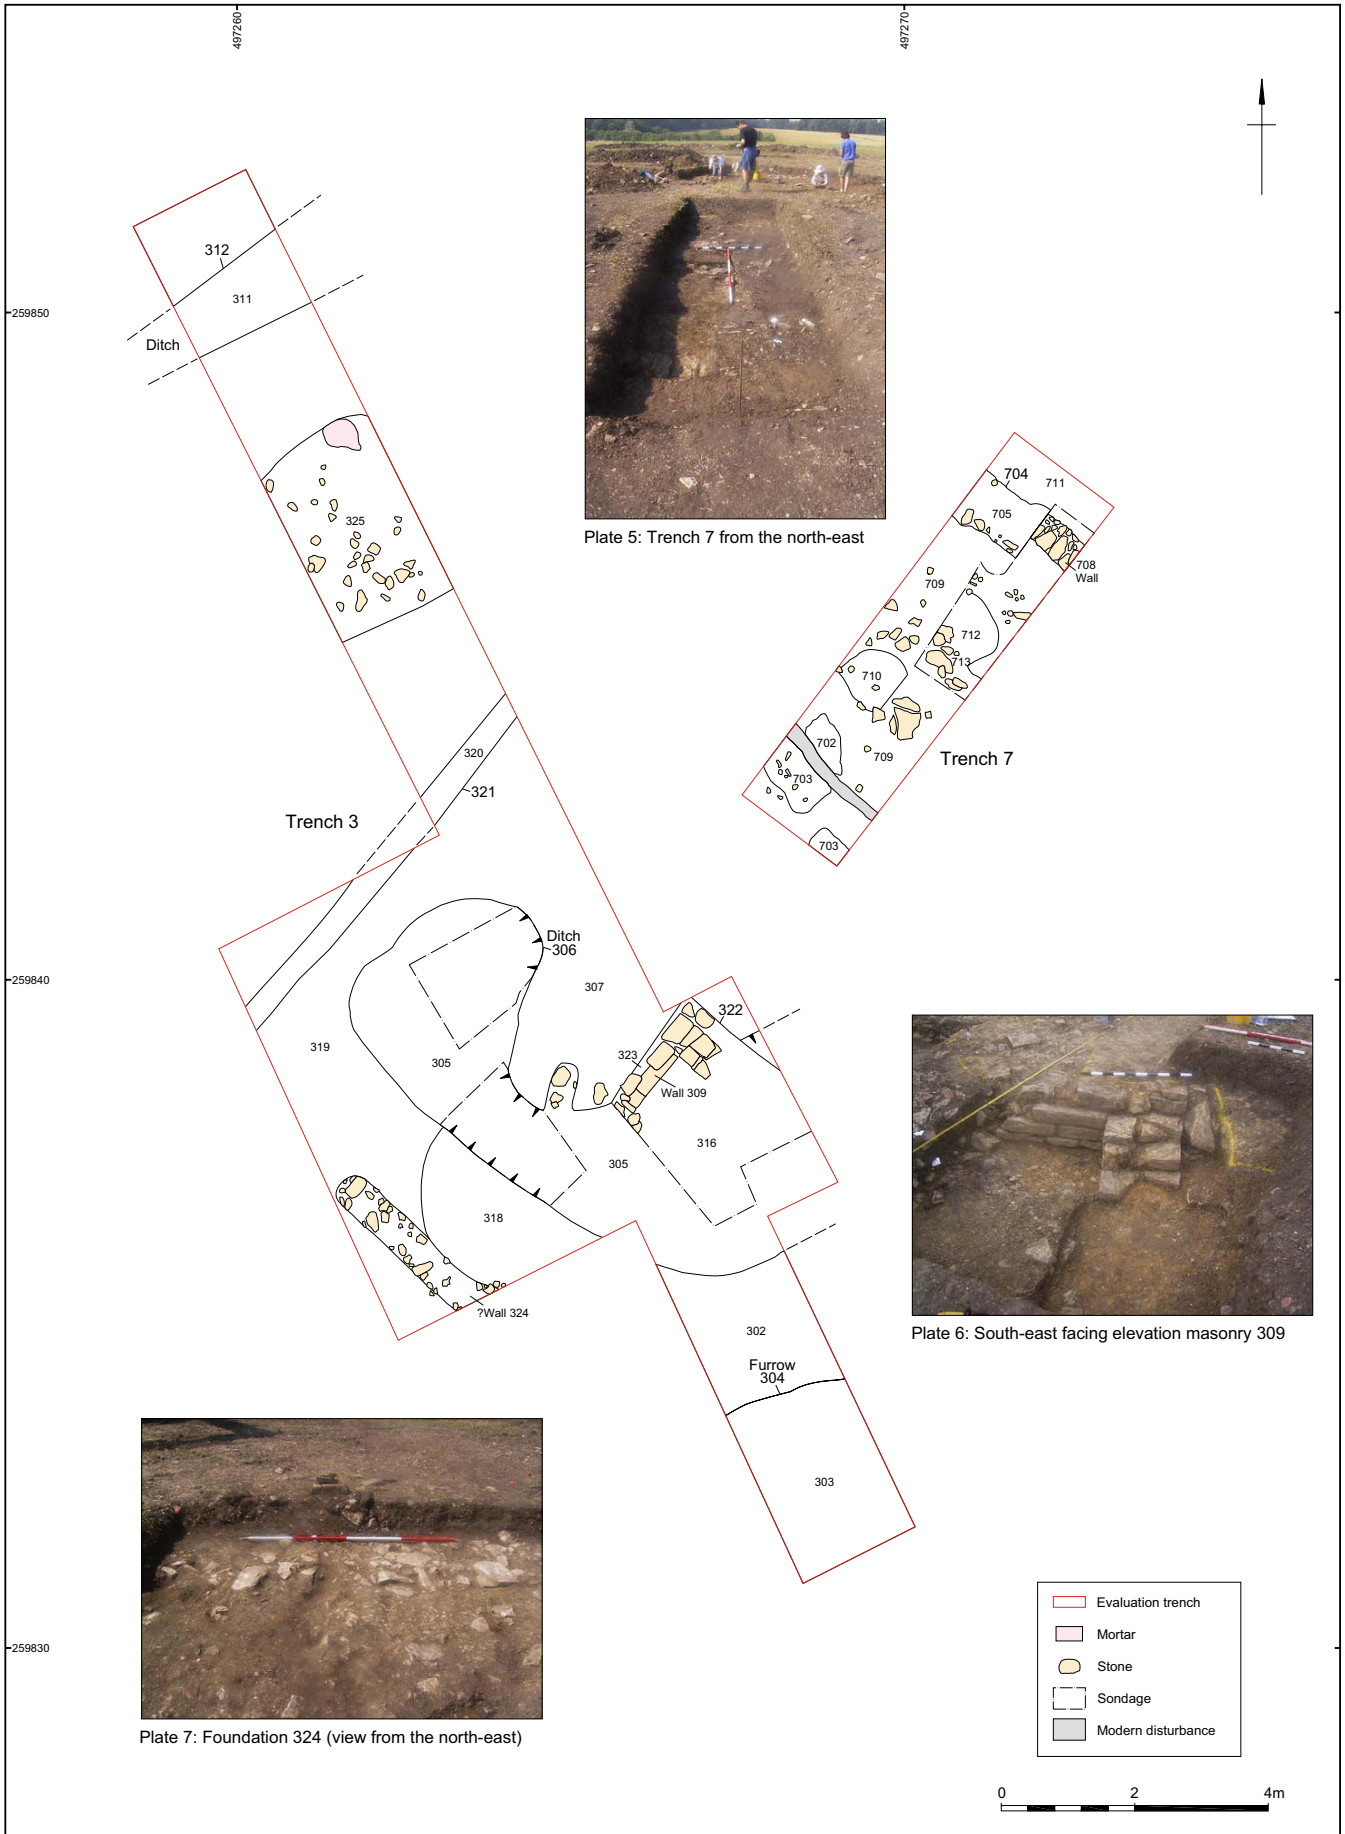 497260
497270
259850
259840
259830
312
311
Ditch
325
320
321
Trench 3
Ditch
306
307
319
305
322
323
Wall 309
316
305
318
?Wall 324
302
Furrow
304
303
Plate 5: Trench 7 from the north-east
704
711
705
708
Wall
709
712
713
710
702
709
703
Trench 7
703
Plate 6: South-east facing elevation masonry 309
Plate 7: Foundation 324 (view from the north-east)
Evaluation trench
Mortar
Stone
Sondage
Modern disturbance
0 2 4m